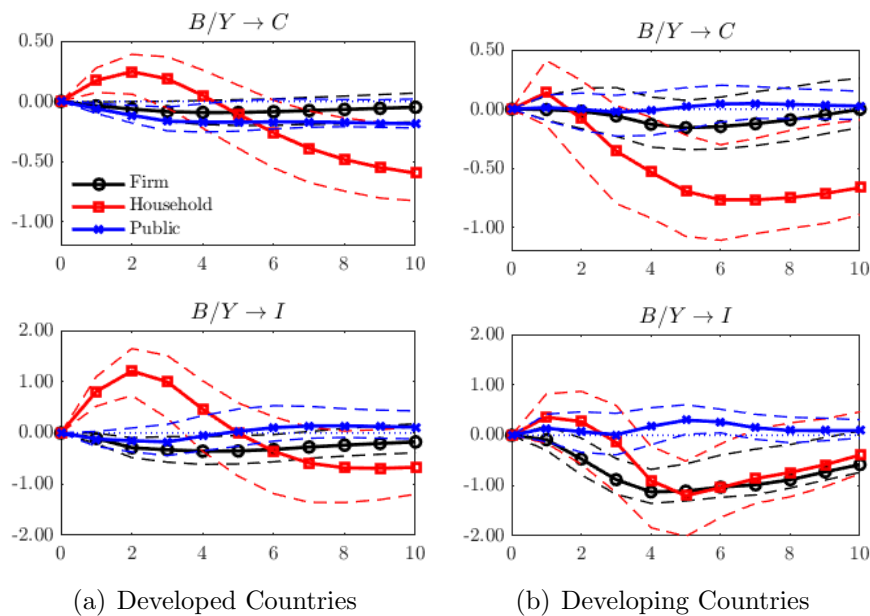 B/Y → C
0.50
0.00
-0.50
-1.00
Firm
Household
Public
0 2 4 6 8 10
B/Y → C
0.50
0.00
-0.50
-1.00
0 2 4 6 8 10
B/Y → I
2.00
1.00
0.00
-1.00
-2.00
0 2 4 6 8 10
B/Y → I
2.00
1.00
0.00
-1.00
-2.00
0 2 4 6 8 10
(a) Developed Countries
(b) Developing Countries